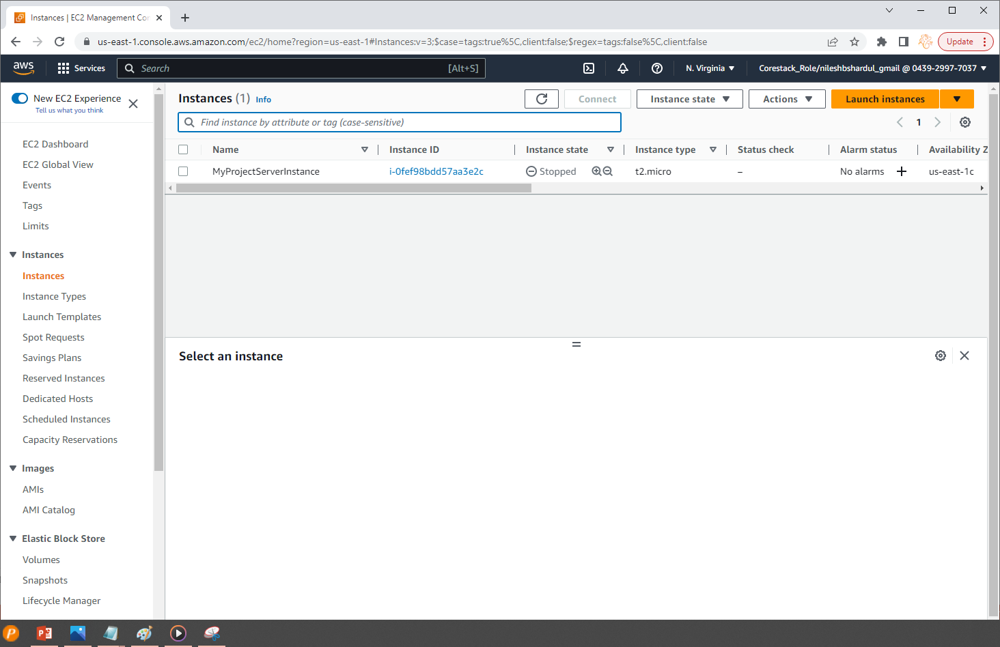 Instances | EC2 Management Con
us-east-1.console.aws.amazon.com/ec2/home?region=us-east-1#Instances:v=3;$case=tags:true%5C,client:false;$regex=tags:false%5C,client:false
Update
aws
Services
Search
[Alt+S]
N. Virginia
Corestack_Role/nileshbshardul_gmail @ 0439-2997-7037
New EC2 Experience
Tell us what you think
EC2 Dashboard
EC2 Global View
Events
Tags
Limits
Instances
Instances
Instance Types
Launch Templates
Spot Requests
Savings Plans
Reserved Instances
Dedicated Hosts
Scheduled Instances
Capacity Reservations
Images
AMIs
AMI Catalog
Elastic Block Store
Volumes
Snapshots
Lifecycle Manager
Instances (1) Info
Connect
Instance state
Actions
Launch instances
Find instance by attribute or tag (case-sensitive)
1
Name Instance ID Instance state Instance type Status check Alarm status Availability Z
MyProjectServerInstance i-0fef98bdd57aa3e2c Stopped t2.micro – No alarms + us-east-1c
Select an instance